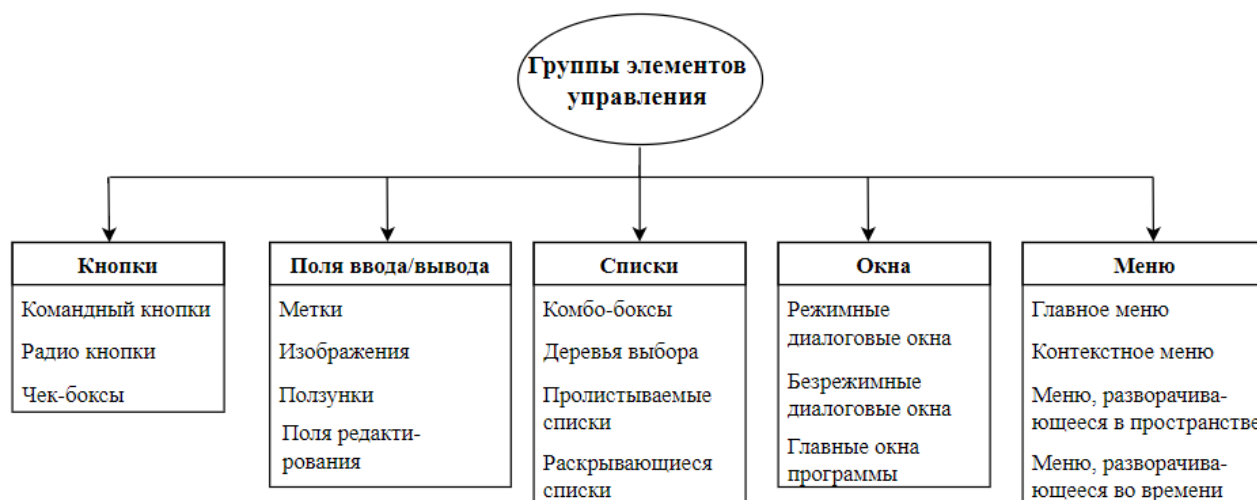 Группы элементов
управления
Кнопки
Командный кнопки
Радио кнопки
Чек-боксы
Поля ввода/вывода
Метки
Изображения
Ползунки
Поля редакти-
рования
Списки
Комбо-боксы
Деревья выбора
Пролистываемые
списки
Раскрывающиеся
списки
Окна
Режимные
диалоговые окна
Безрежимные
диалоговые окна
Главные окна
программы
Меню
Главное меню
Контекстное меню
Меню, разворачива-
ющееся в пространстве
Меню, разворачива-
ющееся во времени